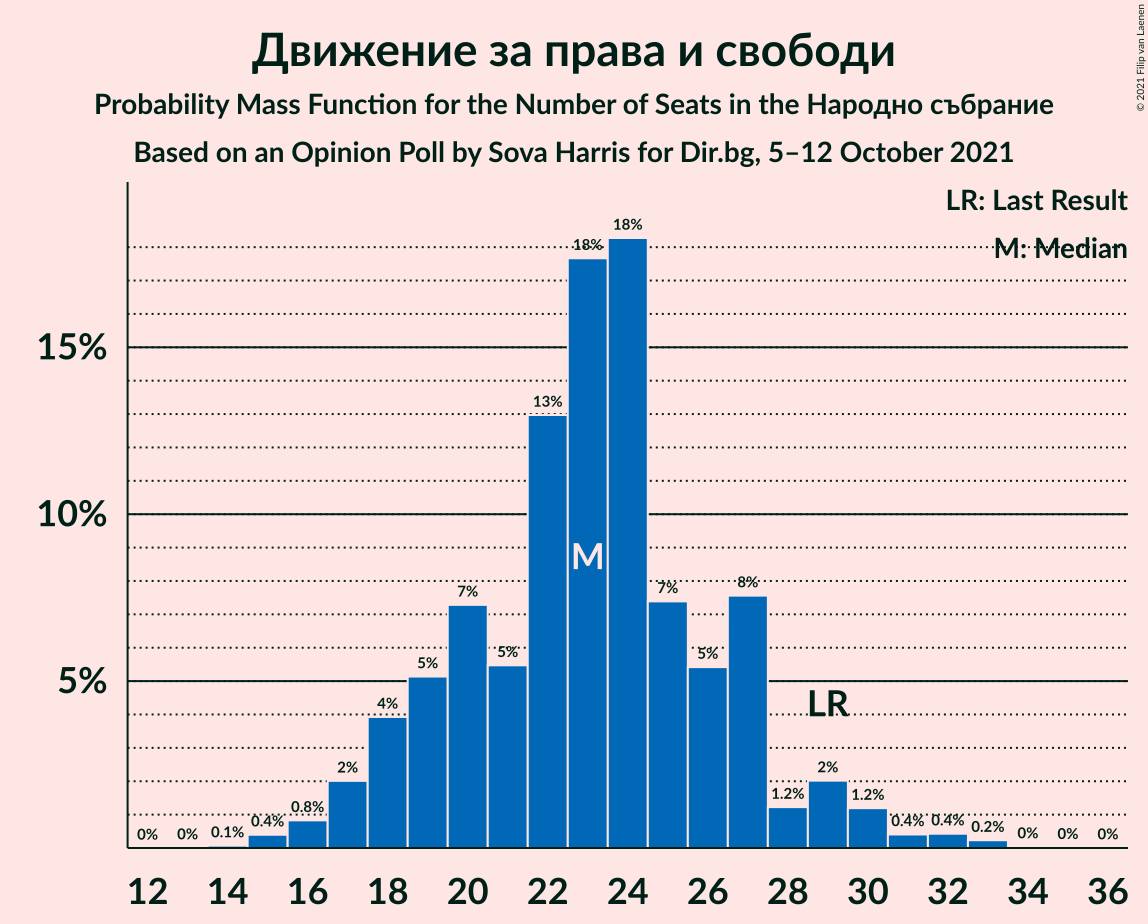 Движение за права и свободи
Probability Mass Function for the Number of Seats in the Народно събрание
Based on an Opinion Poll by Sova Harris for Dir.bg, 5–12 October 2021
© 2021 Filip van Laenen
LR: Last Result
M: Median
15%
10%
5%
0% 0% 0.1% 0.4% 0.8% 2% 4% 5% 7% 5% 13% 18% 18% 7% 5% 8% 1.2% 2% 1.2% 0.4% 0.4% 0.2% 0% 0% 0%
M
LR
12 14 16 18 20 22 24 26 28 30 32 34 36